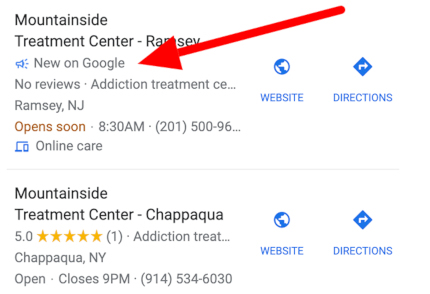 Mountainside
Treatment Center - Ramsey
New on Google
No reviews · Addiction treatment ce...
Ramsey, NJ
Opens soon · 8:30AM · (201) 500-96...
Online care
WEBSITE
DIRECTIONS
Mountainside
Treatment Center - Chappaqua
5.0 ★★★★★ (1) · Addiction treat...
Chappaqua, NY
Open · Closes 9PM · (914) 534-6030
WEBSITE
DIRECTIONS